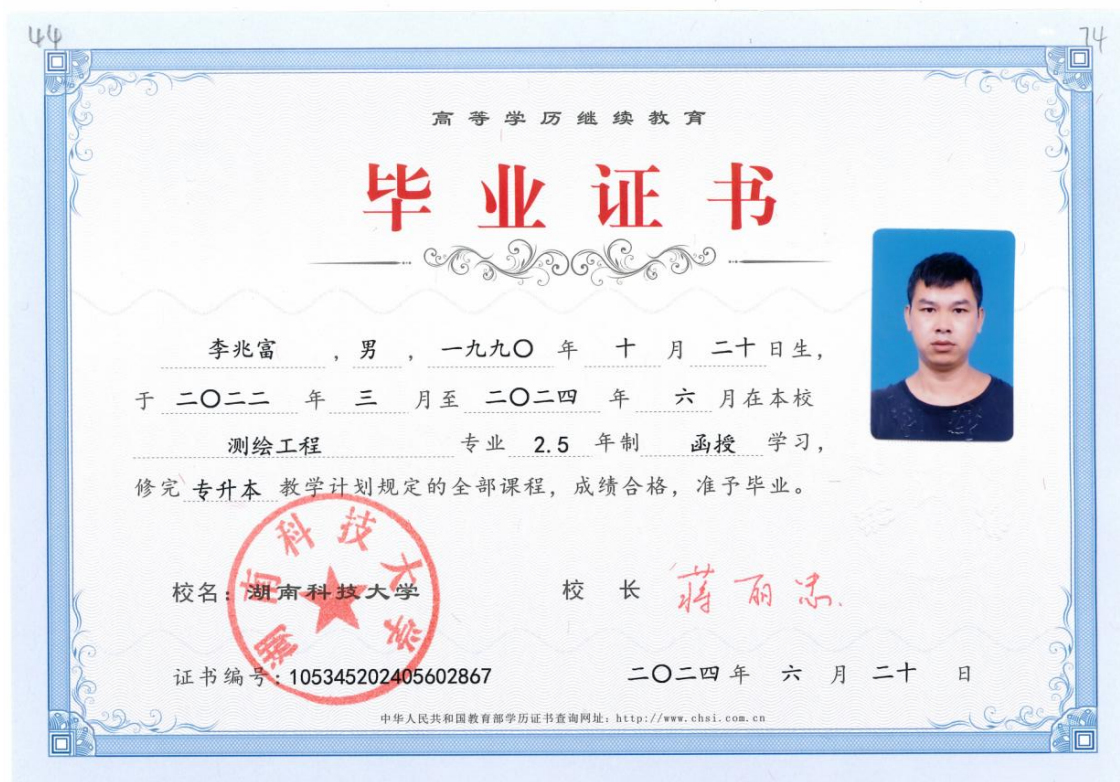 44
74
高等学历继续教育
毕业证书
李兆富 ,男 ,一九九〇 年 十 月 二十日生,
于 二〇二二 年 三 月至 二〇二四 年 六 月在本校
测绘工程 专业 2.5 年制 函授 学习,
修完 专升本 教学计划规定的全部课程,成绩合格,准予毕业。
湖南科技大学
校名:湖南科技大学 校 长 蒋丽忠
证书编号:105345202405602867 二〇二四 年 六 月 二十 日
中华人民共和国教育部学历证书查询网址:http://www.chsi.com.cn